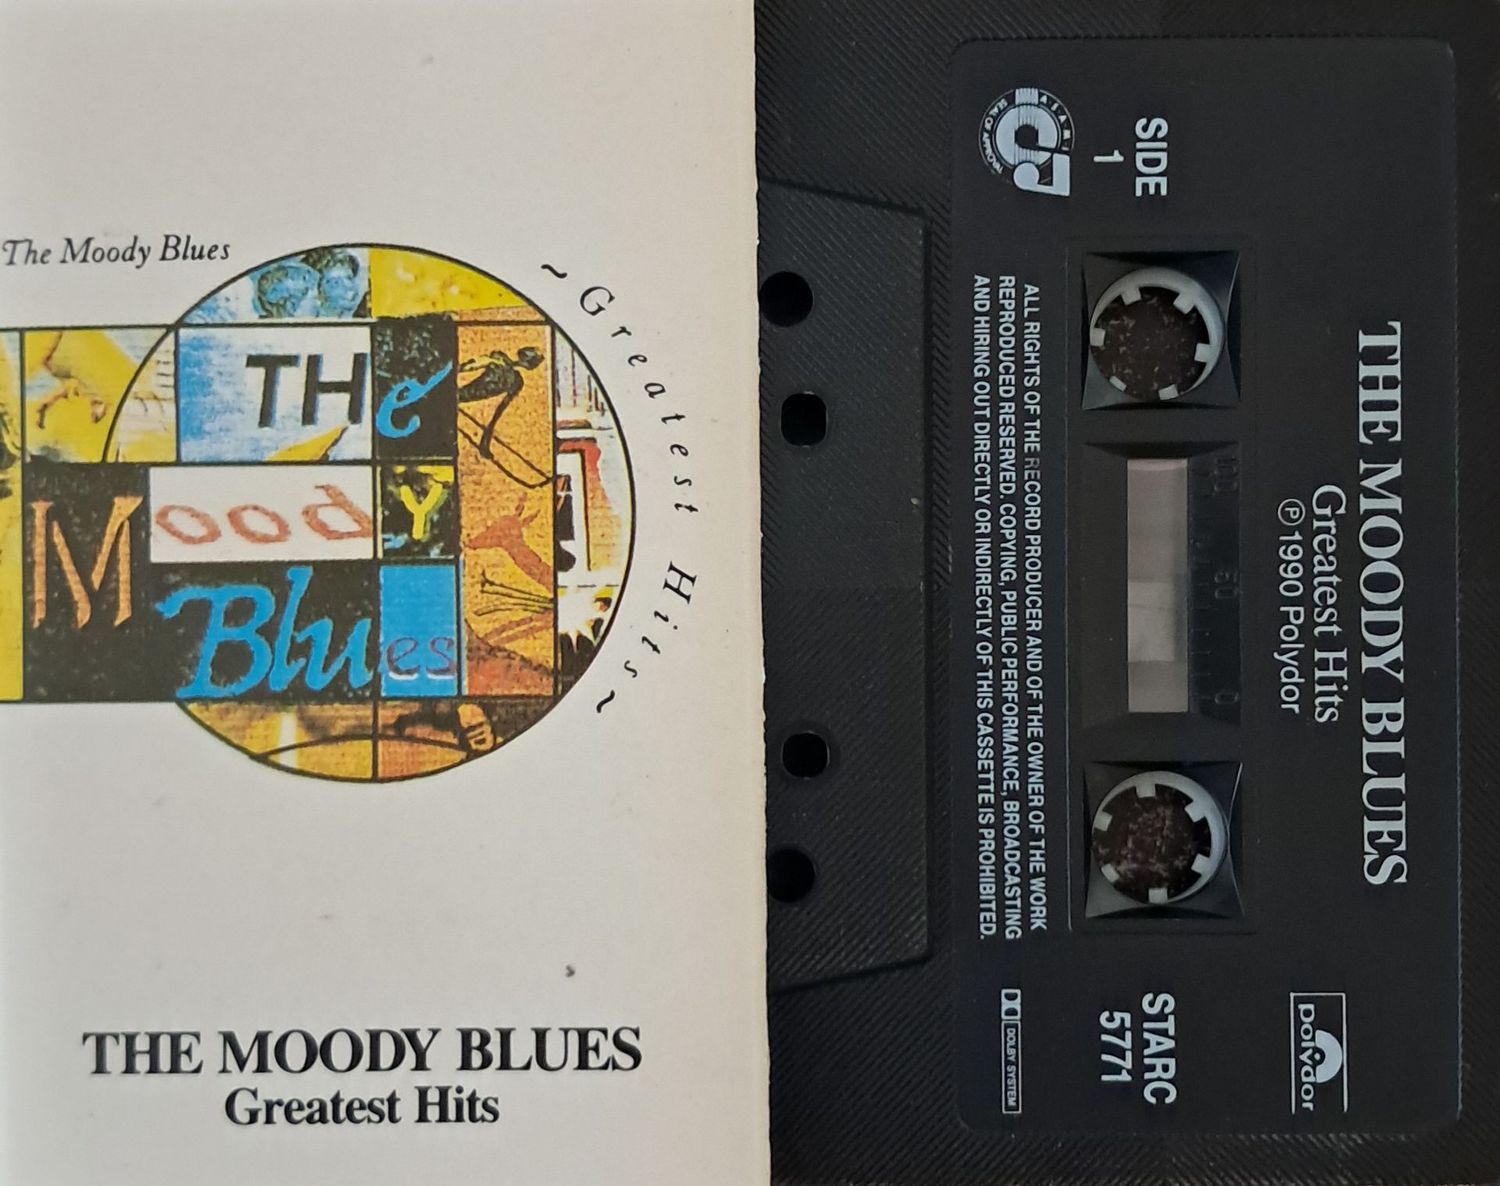 The Moody Blues
~Greatest Hits~
THe
Moody
Blues
THE MOODY BLUES
Greatest Hits
THE MOODY BLUES
Greatest Hits
℗ 1990 Polydor
SIDE
1
STARC
5771
polydor
100
50
0
ALL RIGHTS OF THE RECORD PRODUCER AND OF THE OWNER OF THE WORK
REPRODUCED RESERVED. COPYING, PUBLIC PERFORMANCE, BROADCASTING
AND HIRING OUT DIRECTLY OR INDIRECTLY OF THIS CASSETTE IS PROHIBITED.
A.S.A.M.I.
SEAL OF APPROVAL
DOLBY SYSTEM